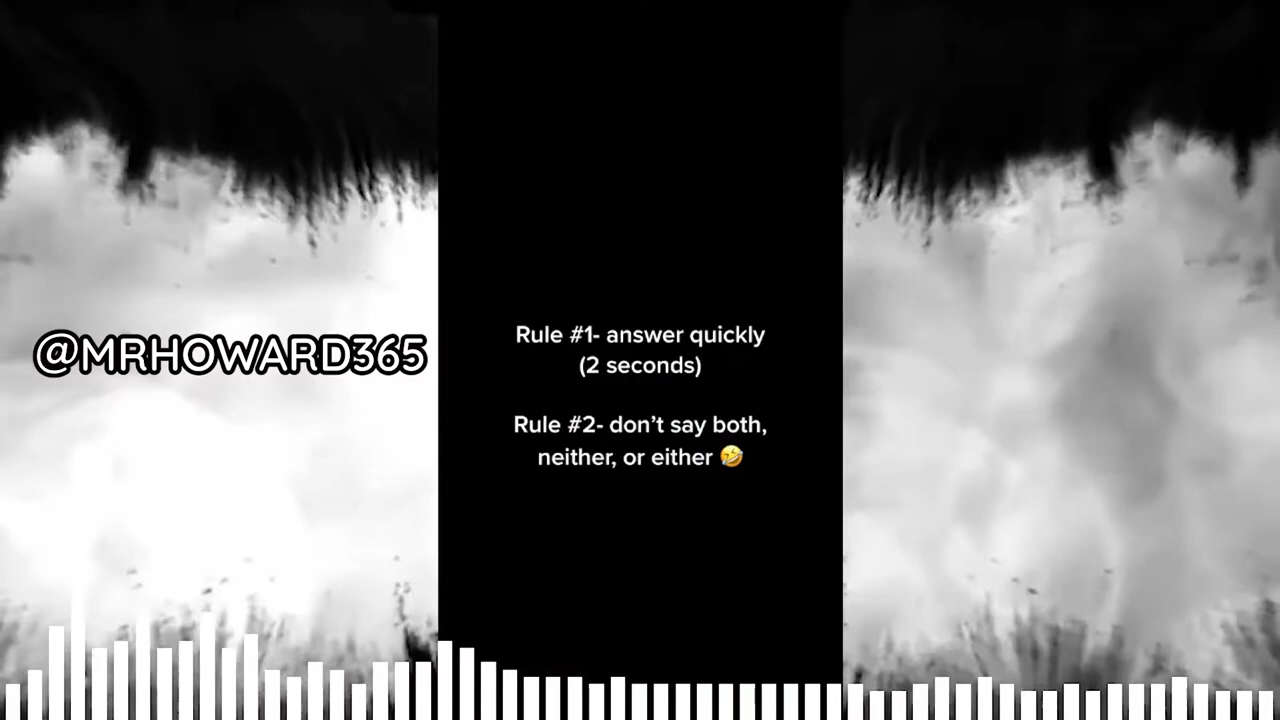 @MRHOWARD365
Rule #1- answer quickly
(2 seconds)
Rule #2- don’t say both,
neither, or either 🤣